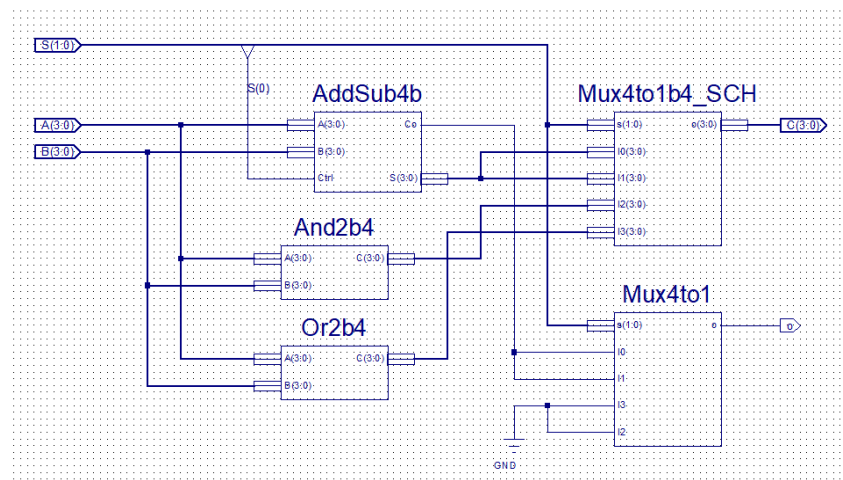 S(1:0)
S(0)
AddSub4b
Mux4to1b4_SCH
A(3:0)
A(3:0)
Co
s(1:0)
o(3:0)
C(3:0)
B(3:0)
B(3:0)
I0(3:0)
Ctrl
S(3:0)
I1(3:0)
I2(3:0)
And2b4
I3(3:0)
A(3:0)
C(3:0)
B(3:0)
Mux4to1
Or2b4
s(1:0)
o
o
A(3:0)
C(3:0)
I0
B(3:0)
I1
I3
I2
GND